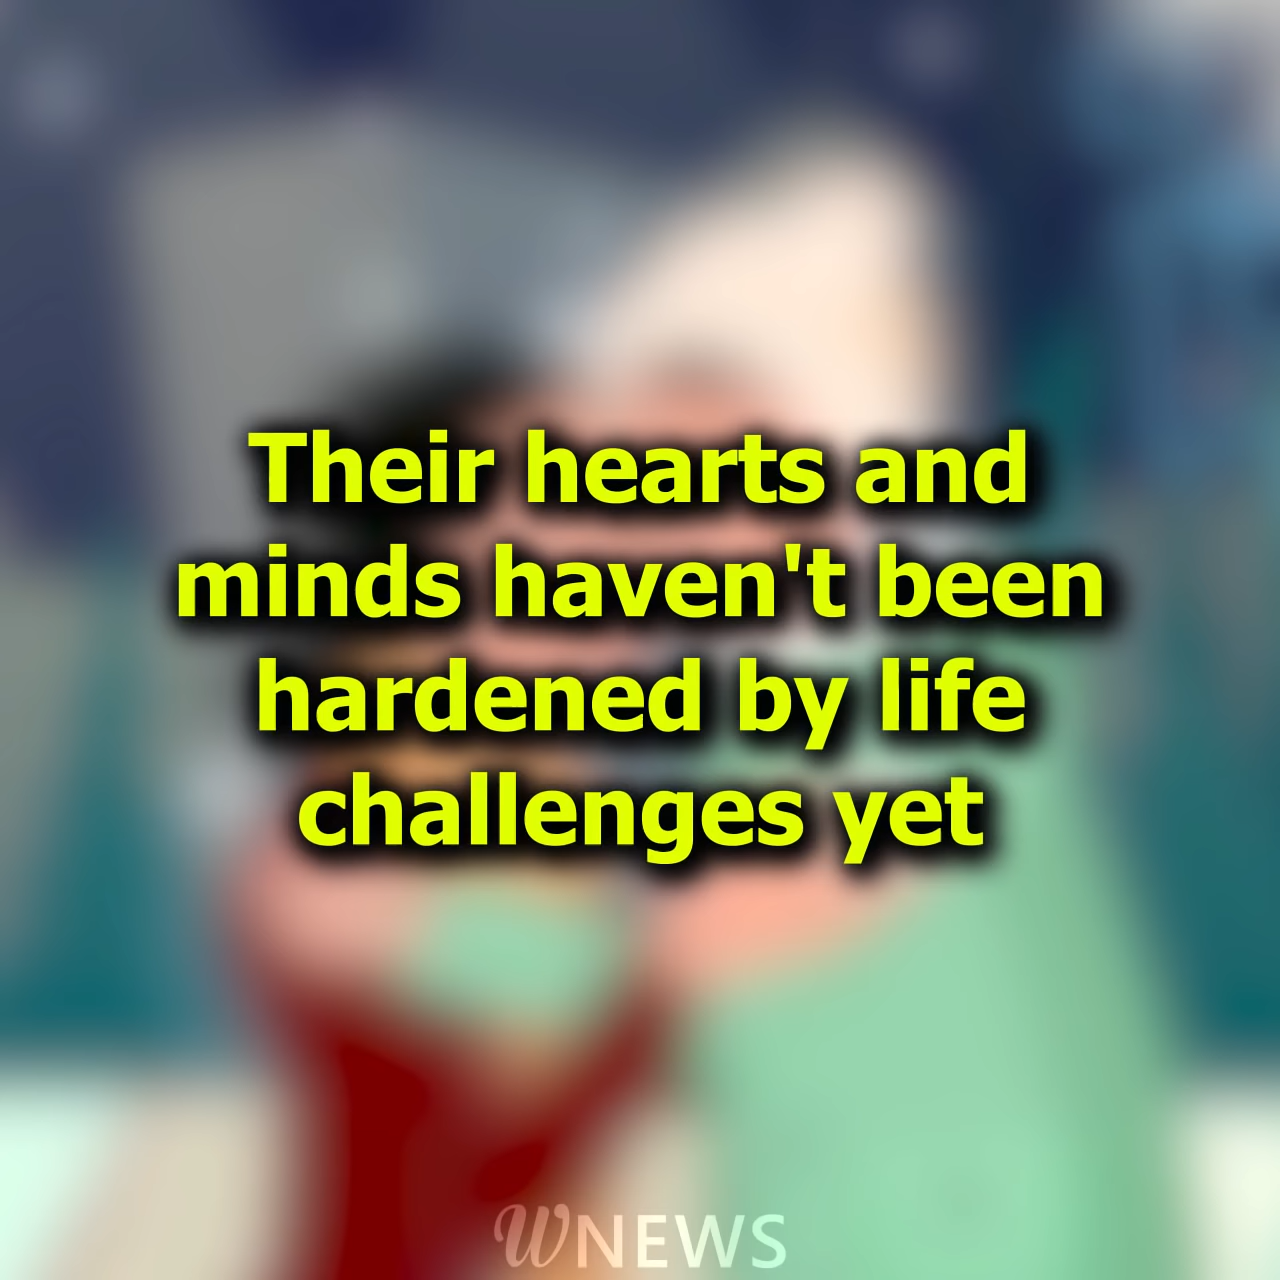 Their hearts and
minds haven't been
hardened by life
challenges yet
WNEWS